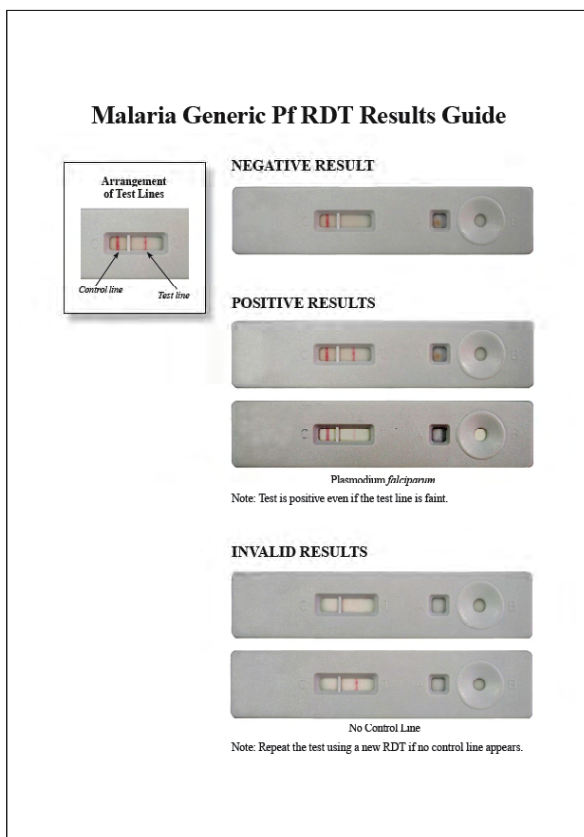 Malaria Generic Pf RDT Results Guide
Arrangement
of Test Lines
Control line
Test line
NEGATIVE RESULT
POSITIVE RESULTS
Plasmodium falciparum
Note: Test is positive even if the test line is faint.
INVALID RESULTS
No Control Line
Note: Repeat the test using a new RDT if no control line appears.